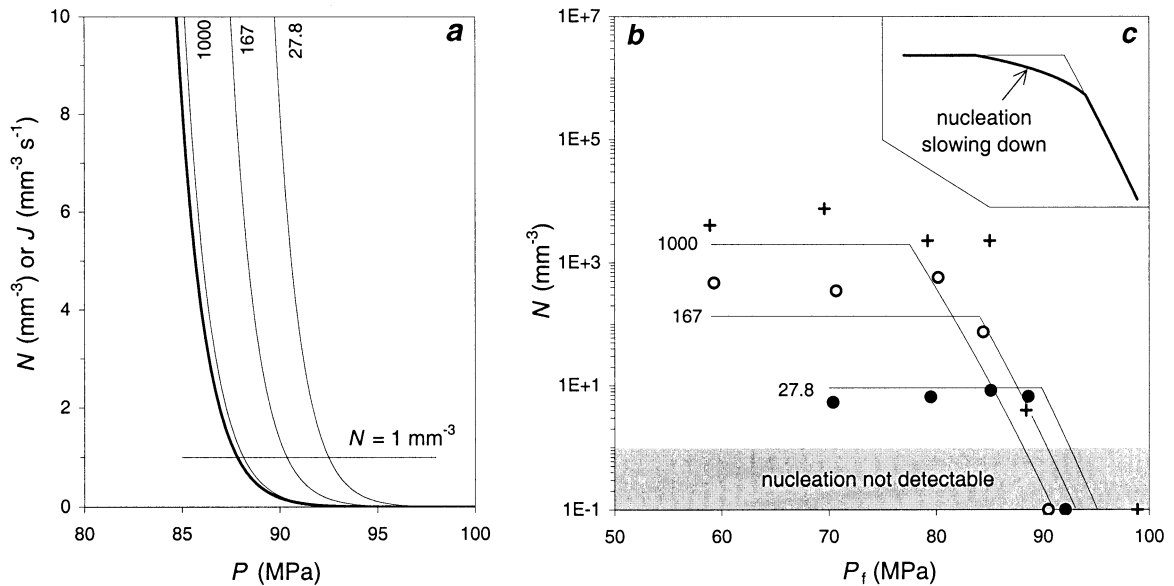 a
10
8
6
4
2
0
N (mm⁻³) or J (mm⁻³ s⁻¹)
1000
167
27.8
N = 1 mm⁻³
80
85
90
95
100
P (MPa)
b
c
1E+7
1E+5
1E+3
1E+1
1E-1
N (mm⁻³)
nucleation
slowing down
1000
167
27.8
nucleation not detectable
50
60
70
80
90
100
Pf (MPa)